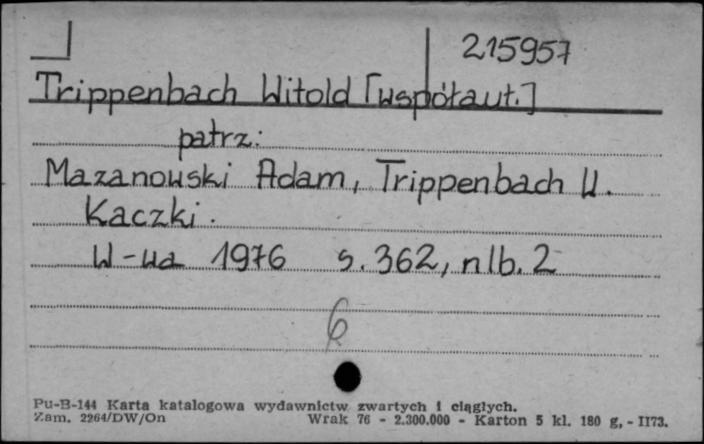 215957
Trippenbach Witold [współaut.]
patrz:
Mazanowski Adam, Trippenbach W.
Kaczki.
W-wa 1976 s. 362, nlb. 2
6
Pu-B-144 Karta katalogowa wydawnictw zwartych i ciągłych.
Zam. 2264/DW/On Wrak 76 - 2.300.000 - Karton 5 kl. 180 g, - II73.